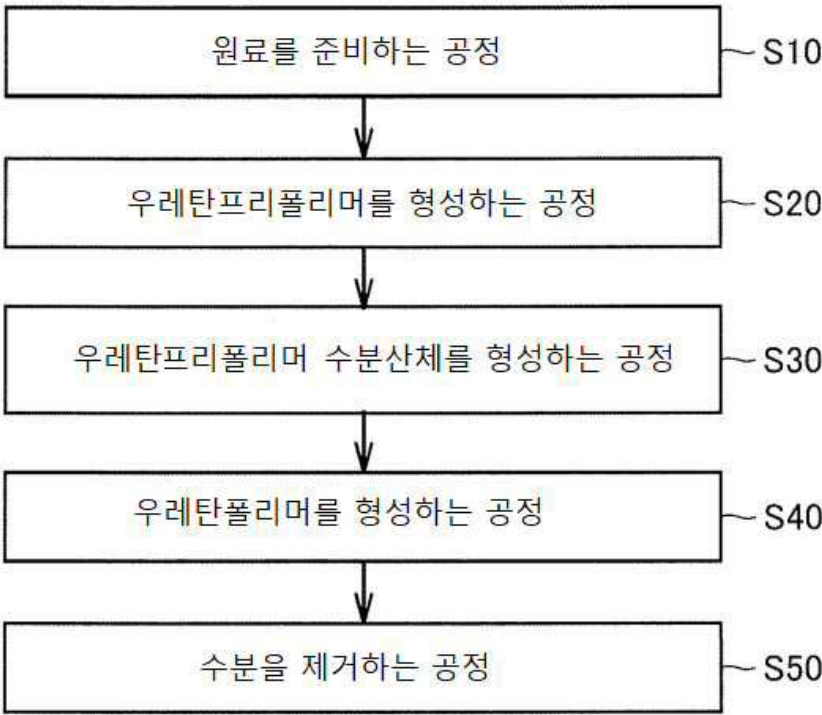 원료를 준비하는 공정 S10
우레탄프리폴리머를 형성하는 공정 S20
우레탄프리폴리머 수분산체를 형성하는 공정 S30
우레탄폴리머를 형성하는 공정 S40
수분을 제거하는 공정 S50